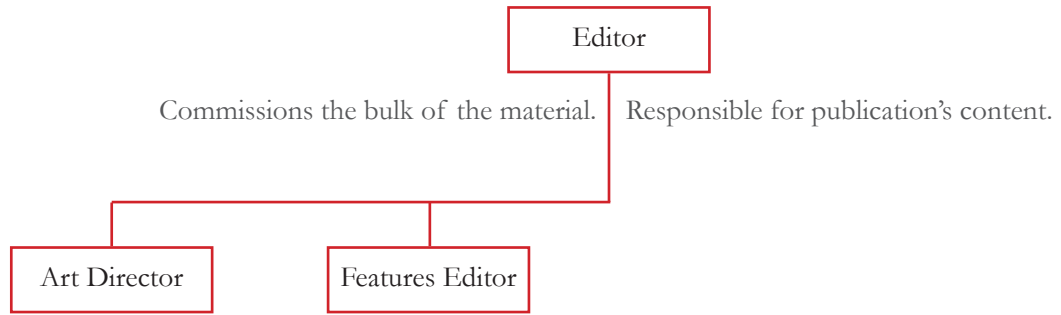 Editor
Commissions the bulk of the material. Responsible for publication’s content.
Art Director Features Editor